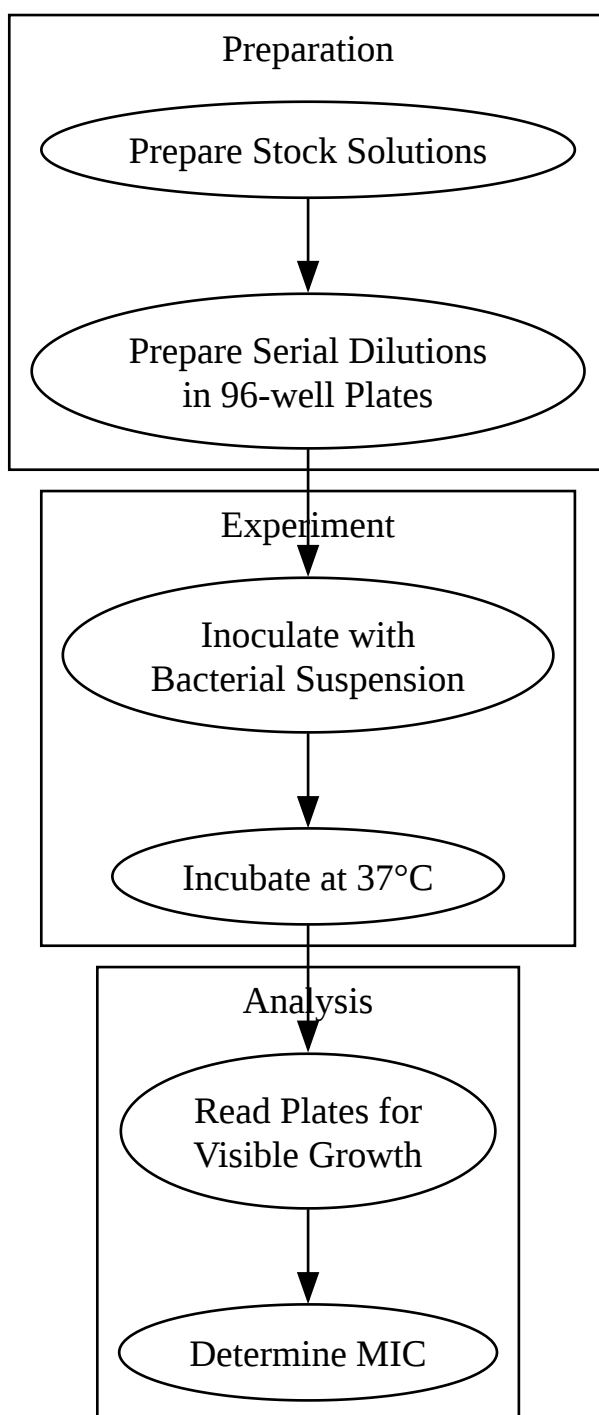 Preparation
Prepare Stock Solutions
Prepare Serial Dilutions
in 96-well Plates
Experiment
Inoculate with
Bacterial Suspension
Incubate at 37°C
Analysis
Read Plates for
Visible Growth
Determine MIC